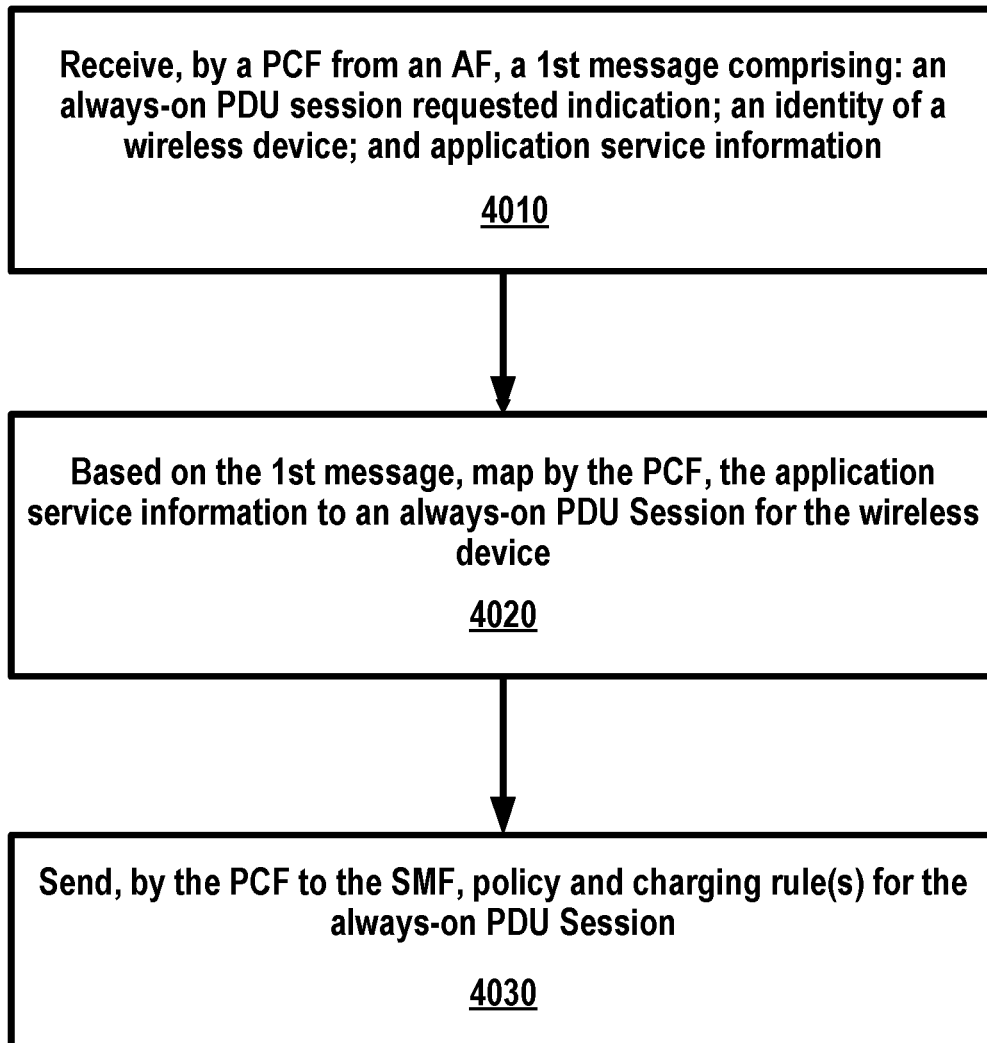 Receive, by a PCF from an AF, a 1st message comprising: an
always-on PDU session requested indication; an identity of a
wireless device; and application service information
4010
Based on the 1st message, map by the PCF, the application
service information to an always-on PDU Session for the wireless
device
4020
Send, by the PCF to the SMF, policy and charging rule(s) for the
always-on PDU Session
4030